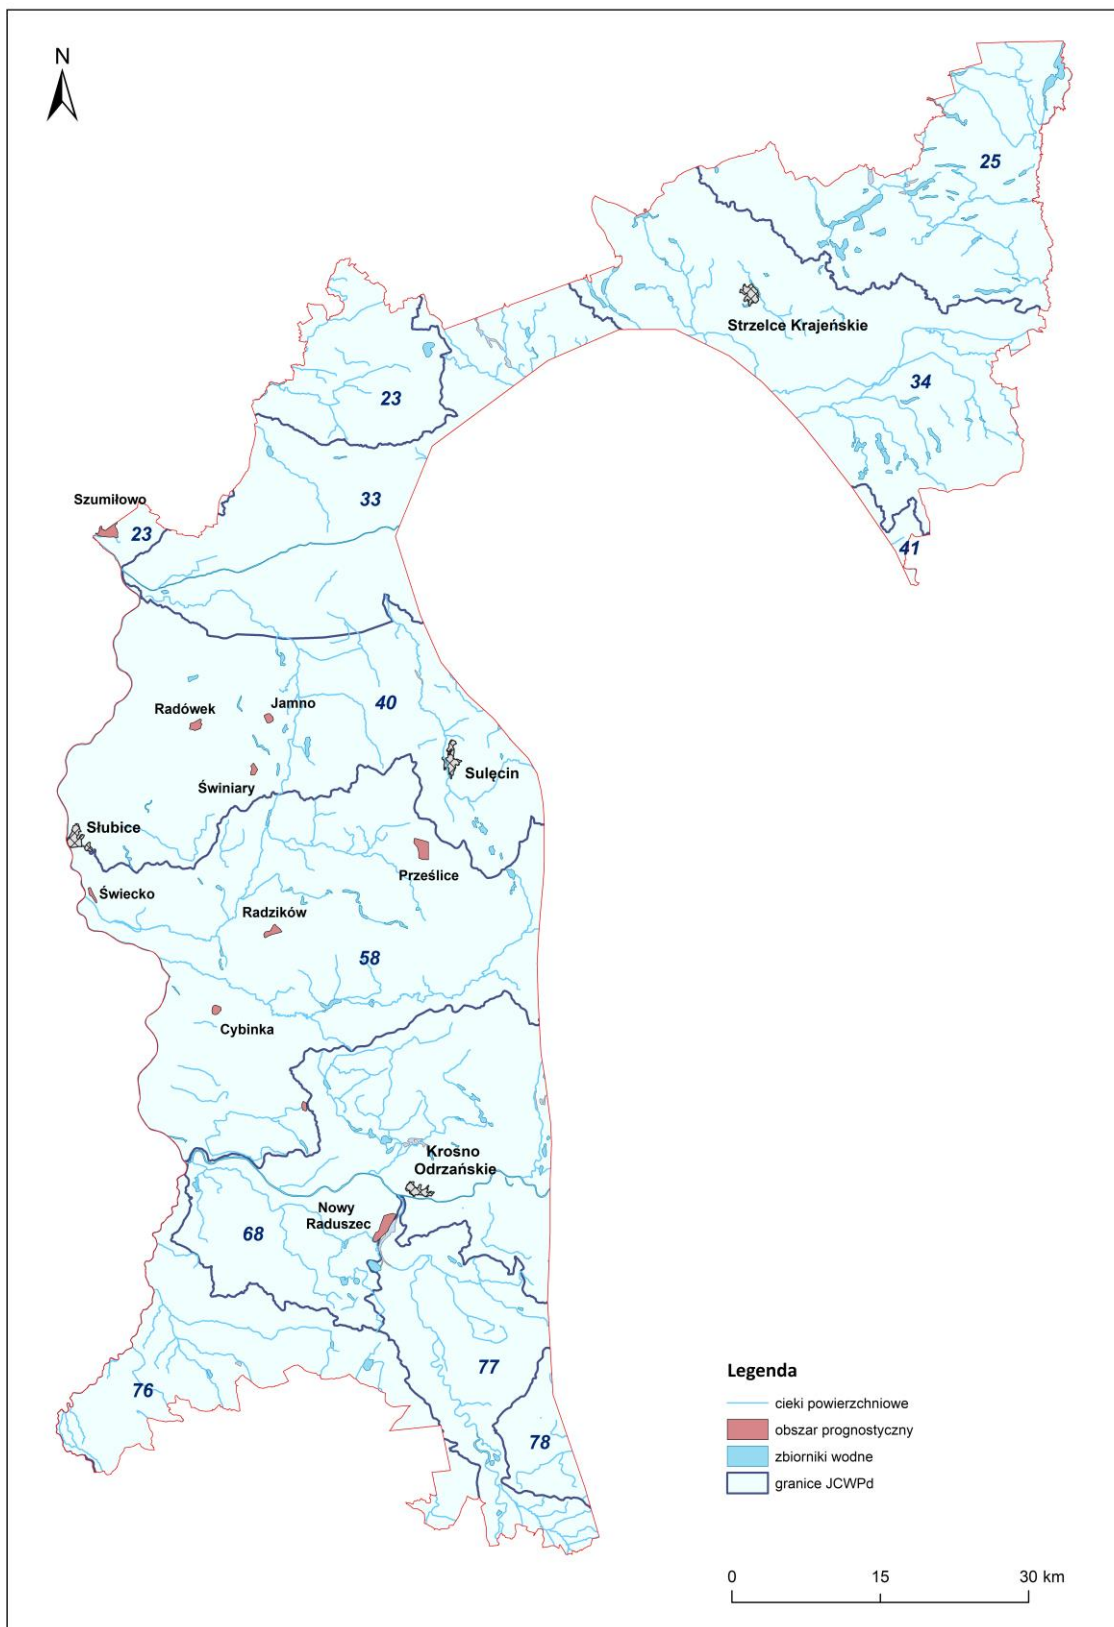 N
25
Strzelce Krajeńskie
34
23
33
Szumiłowo
23
41
Radówek
Jamno
40
Świniary
Sulęcin
Słubice
Prześlice
Świecko
Radzików
58
Cybinka
Krosno
Odrzańskie
Nowy
Raduszec
68
77
76
78
Legenda
cieki powierzchniowe
obszar prognostyczny
zbiorniki wodne
granice JCWPd
0 15 30 km